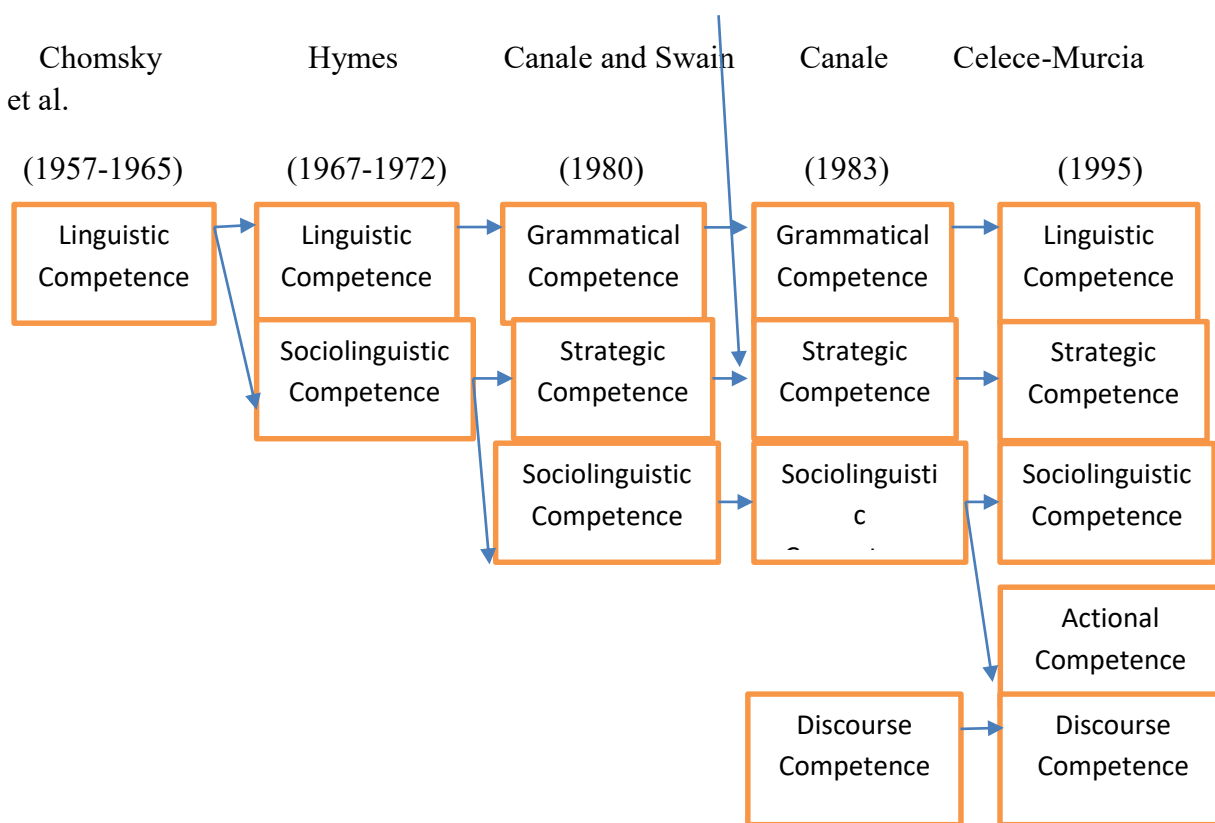 Chomsky Hymes Canale and Swain Canale Celece-Murcia
et al.
(1957-1965) (1967-1972) (1980) (1983) (1995)
Linguistic
Competence
Linguistic
Competence
Grammatical
Competence
Grammatical
Competence
Linguistic
Competence
Sociolinguistic
Competence
Strategic
Competence
Strategic
Competence
Strategic
Competence
Sociolinguistic
Competence
Sociolinguisti
c
Sociolinguistic
Competence
Actional
Competence
Discourse
Competence
Discourse
Competence